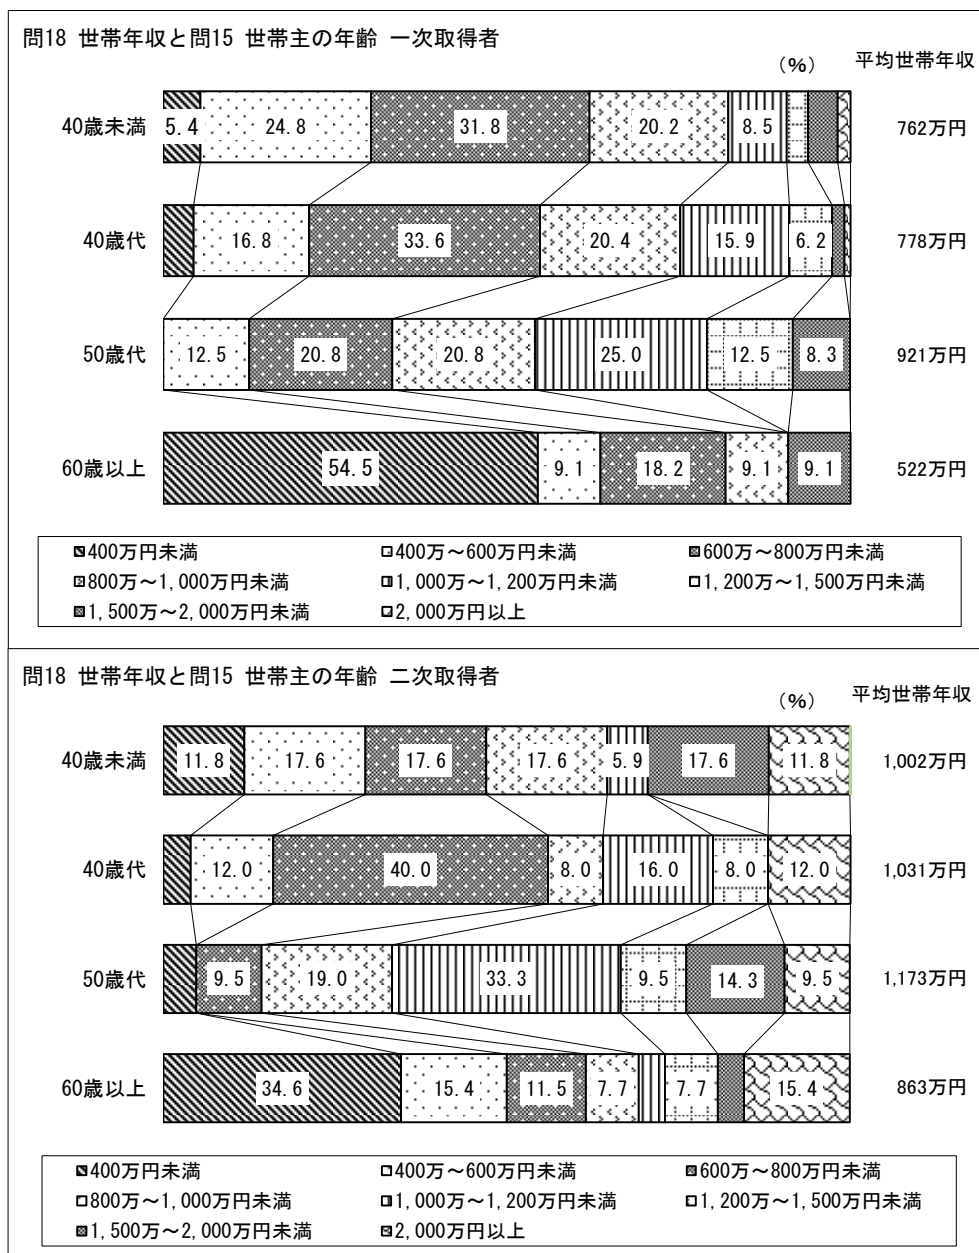 問18 世帯年収と問15 世帯主の年齢 一次取得者
（%） 平均世帯年収
40歳未満 5.4 24.8 31.8 20.2 8.5 762万円
40歳代 16.8 33.6 20.4 15.9 6.2 778万円
50歳代 12.5 20.8 20.8 25.0 12.5 8.3 921万円
60歳以上 54.5 9.1 18.2 9.1 9.1 522万円
400万円未満 400万～600万円未満 600万～800万円未満
800万～1,000万円未満 1,000万～1,200万円未満 1,200万～1,500万円未満
1,500万～2,000万円未満 2,000万円以上
問18 世帯年収と問15 世帯主の年齢 二次取得者
（%） 平均世帯年収
40歳未満 11.8 17.6 17.6 17.6 5.9 17.6 11.8 1,002万円
40歳代 12.0 40.0 8.0 16.0 8.0 12.0 1,031万円
50歳代 9.5 19.0 33.3 9.5 14.3 9.5 1,173万円
60歳以上 34.6 15.4 11.5 7.7 7.7 15.4 863万円
400万円未満 400万～600万円未満 600万～800万円未満
800万～1,000万円未満 1,000万～1,200万円未満 1,200万～1,500万円未満
1,500万～2,000万円未満 2,000万円以上